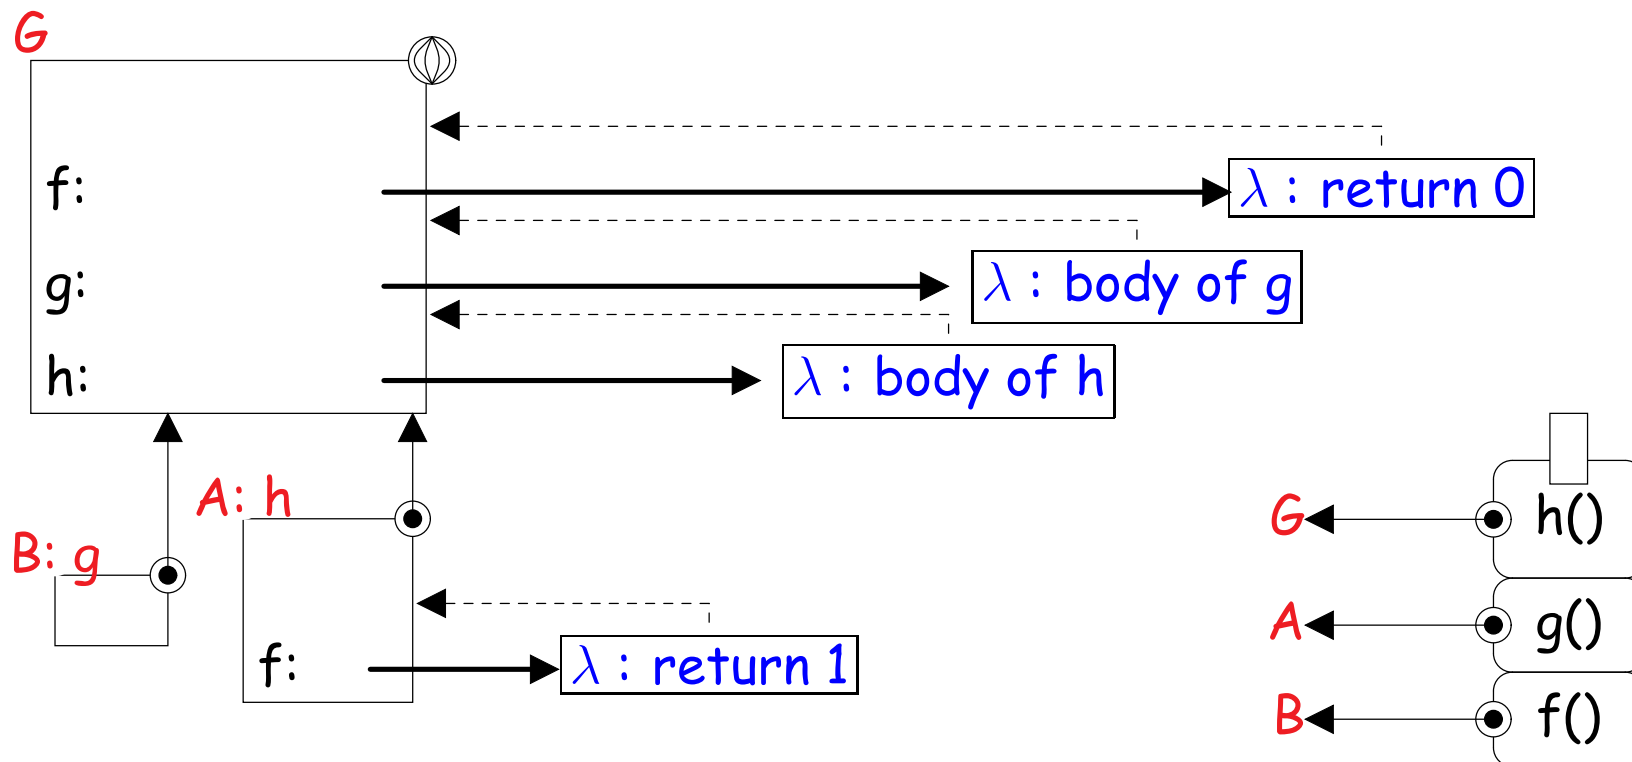 G
f:
λ : return 0
g:
λ : body of g
h:
λ : body of h
A: h
B: g
f:
λ : return 1
G
h()
A
g()
B
f()